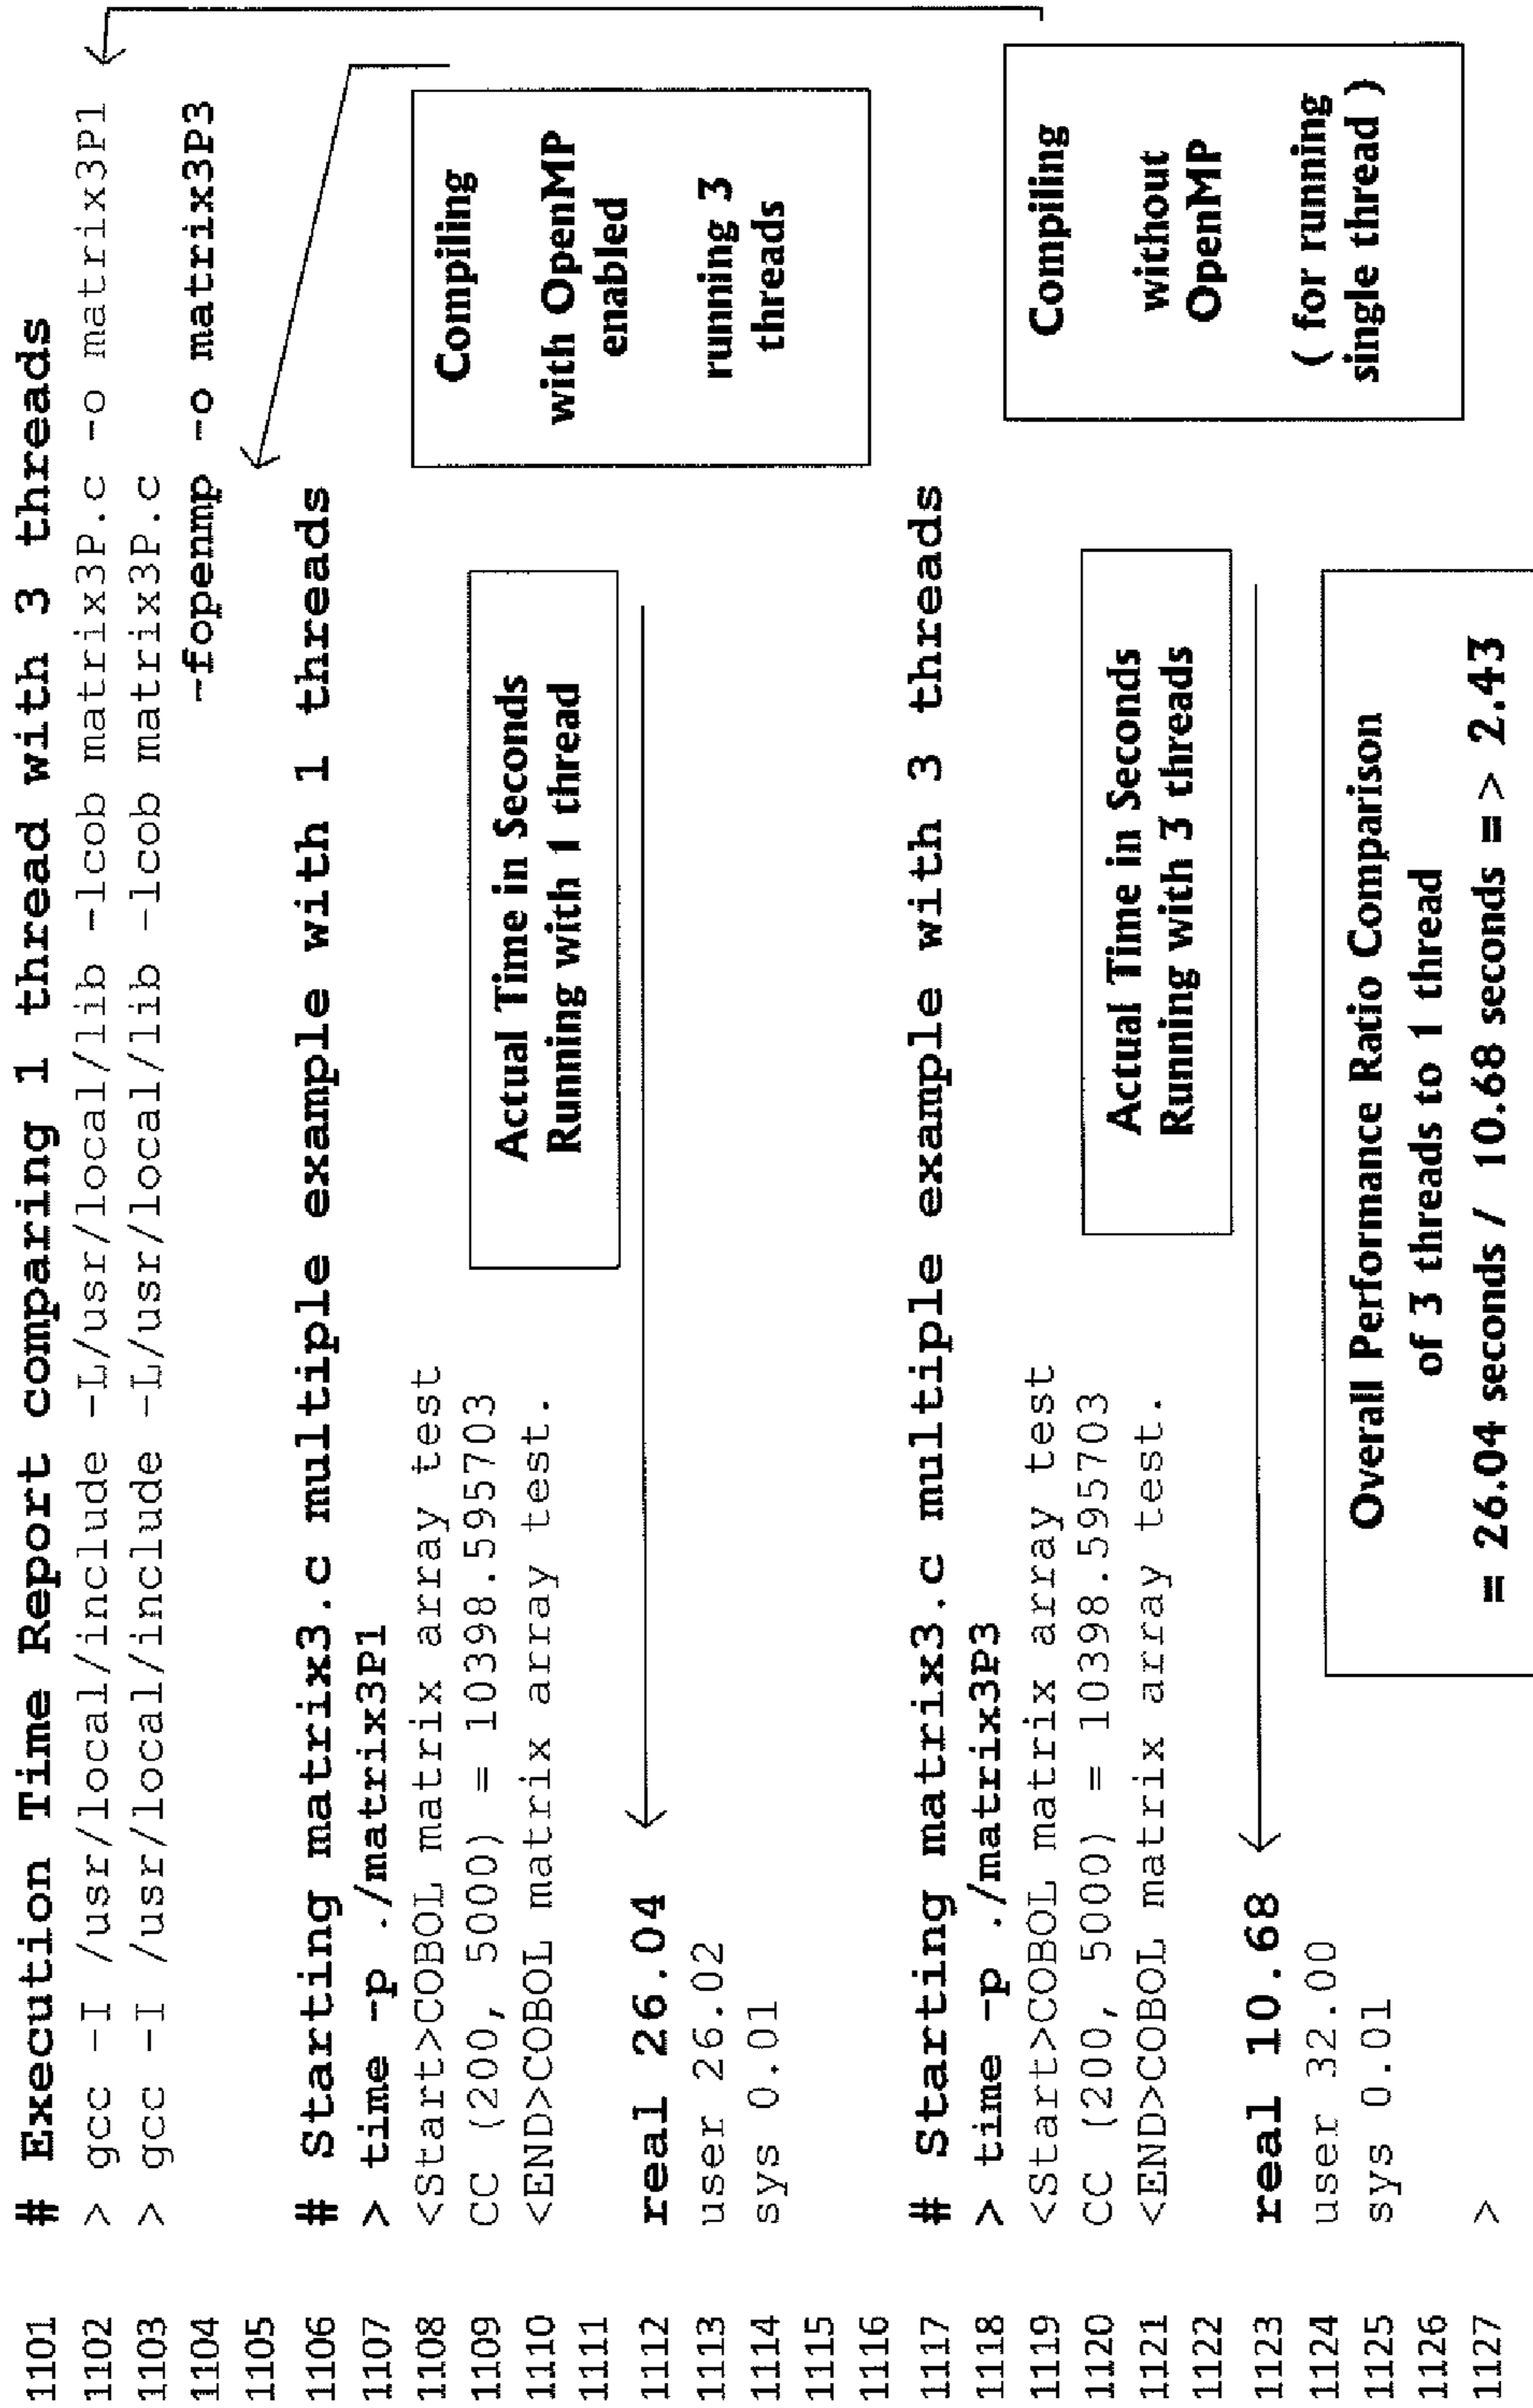 1101 # Execution Time Report comparing 1 thread with 3 threads
1102 > gcc -I /usr/local/include -L/usr/local/lib -lcob matrix3P.c -o matrix3P1
1103 > gcc -I /usr/local/include -L/usr/local/lib -lcob matrix3P.c
1104 -fopenmp -o matrix3P3
1105
1106 # Starting matrix3.c multiple example with 1 threads
1107 > time -p ./matrix3P1
1108 <Start>COBOL matrix array test
1109 CC (200, 5000) = 10398.595703
1110 <END>COBOL matrix array test.
1111
1112 real 26.04
1113 user 26.02
1114 sys 0.01
1115
1116
1117 # Starting matrix3.c multiple example with 3 threads
1118 > time -p ./matrix3P3
1119 <Start>COBOL matrix array test
1120 CC (200, 5000) = 10398.595703
1121 <END>COBOL matrix array test.
1122
1123 real 10.68
1124 user 32.00
1125 sys 0.01
1126
1127 >
Compiling
with OpenMP
enabled
running 3
threads
Actual Time in Seconds
Running with 1 thread
Compiling
without
OpenMP
( for running
single thread )
Actual Time in Seconds
Running with 3 threads
Overall Performance Ratio Comparison
of 3 threads to 1 thread
= 26.04 seconds / 10.68 seconds => 2.43